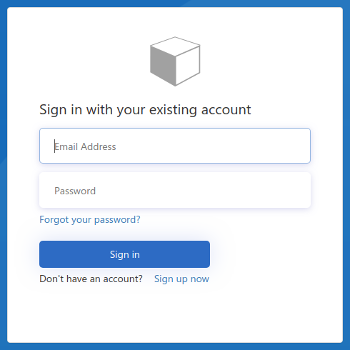 Sign in with your existing account
Email Address
Password
Forgot your password?
Sign in
Don't have an account? Sign up now